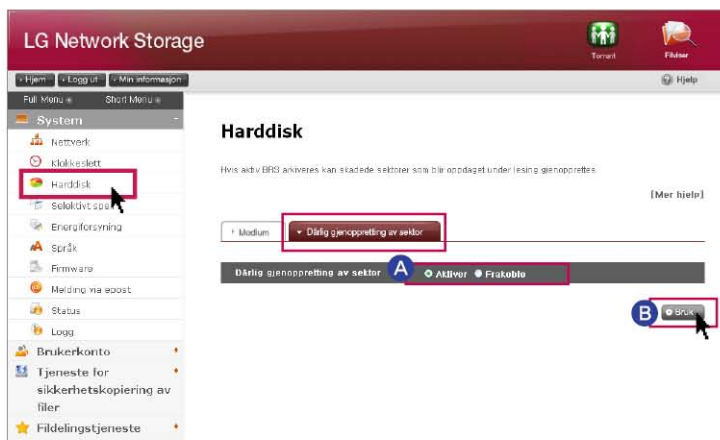 LG Network Storage
Torrent
Filviser
Hjem
Logg ut
Min informasjon
Hjelp
Full Menu
Short Menu
System
Nettverk
Klokkeslett
Harddisk
Selektivt
Energiforsyning
Språk
Firmware
Melding via epost
Status
Logg
Brukerkonto
Tjeneste for
sikkerhetskopiering av
filer
Fildelingstjeneste
Harddisk
Hvis aktiv BRS arkiveres kan skadede sektorer som blir oppdaget under lesing gjenopprettes
[Mer hjelp]
Medium
Dårlig gjenoppretting av sektor
Dårlig gjenoppretting av sektor
A
Aktiver
Frakoble
B
Bruk